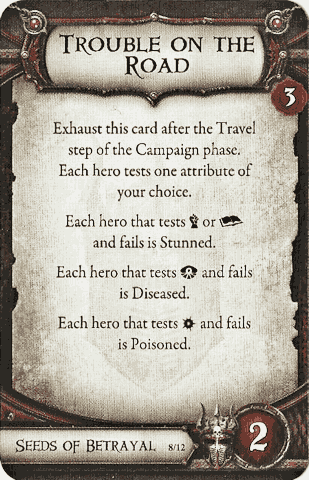 TROUBLE ON THE
ROAD
3
Exhaust this card after the Travel
step of the Campaign phase.
Each hero tests one attribute of
your choice.
Each hero that tests or
and fails is Stunned.
Each hero that tests and fails
is Diseased.
Each hero that tests and fails
is Poisoned.
SEEDS OF BETRAYAL 8/12
2